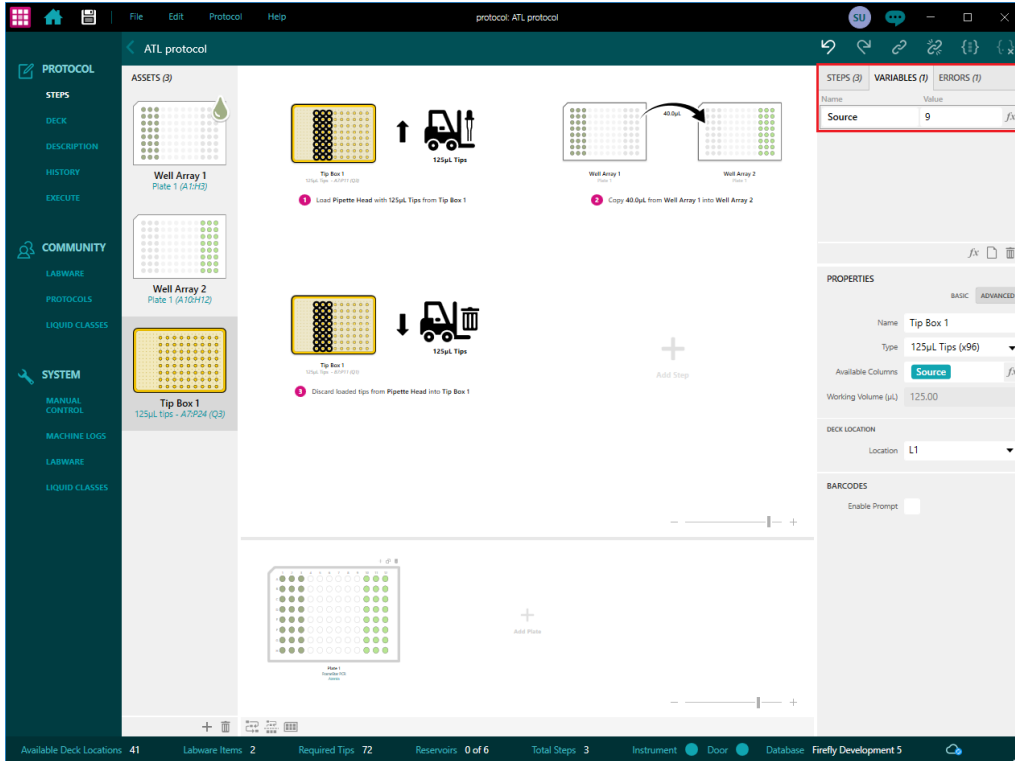 File Edit Protocol Help
protocol: ATL protocol
SU
ATL protocol
PROTOCOL
STEPS
DECK
DESCRIPTION
HISTORY
EXECUTE
COMMUNITY
LABWARE
PROTOCOLS
LIQUID CLASSES
SYSTEM
MANUAL
CONTROL
MACHINE LOGS
LABWARE
LIQUID CLASSES
ASSETS (3)
Well Array 1
Plate 1 (A1:H3)
Well Array 2
Plate 1 (A10:H12)
Tip Box 1
125µL tips - A7:P24 (Q3)
125µL Tips
Tip Box 1
1 Load Pipette Head with 125µL Tips from Tip Box 1
40.0µL
Well Array 1
Plate 1
Well Array 2
Plate 1
2 Copy 40.0µL from Well Array 1 into Well Array 2
125µL Tips
Tip Box 1
3 Discard loaded tips from Pipette Head into Tip Box 1
Add Step
Plate 1
Add Plate
STEPS (3) VARIABLES (1) ERRORS (1)
Name Value
Source 9 fx
fx
PROPERTIES
BASIC ADVANCED
Name Tip Box 1
Type 125µL Tips (x96)
Available Columns Source fx
Working Volume (µL) 125.00
DECK LOCATION
Location L1
BARCODES
Enable Prompt
Available Deck Locations 41 Labware Items 2 Required Tips 72 Reservoirs 0 of 6 Total Steps 3 Instrument Door Database Firefly Development 5